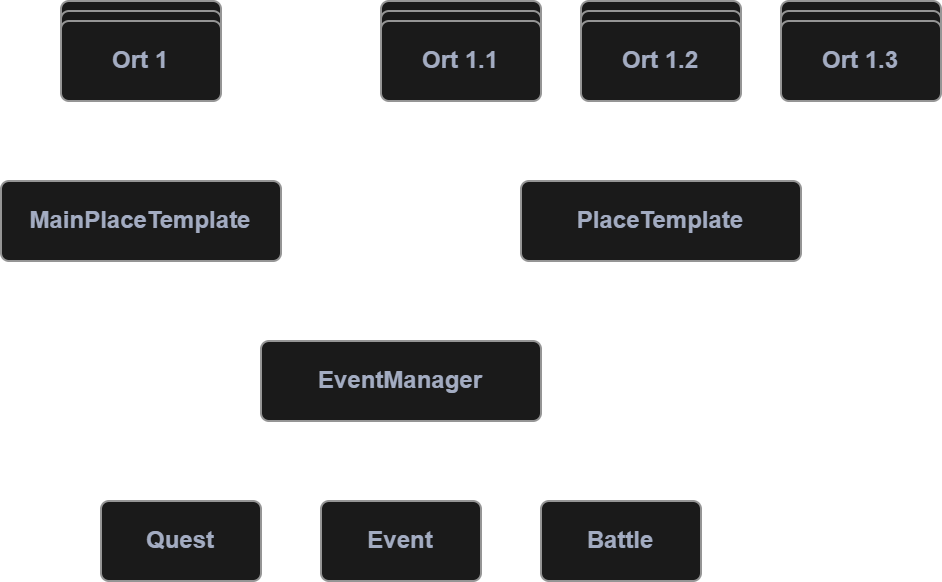 Ort 1
Ort 1.1
Ort 1.2
Ort 1.3
MainPlaceTemplate
PlaceTemplate
EventManager
Quest
Event
Battle